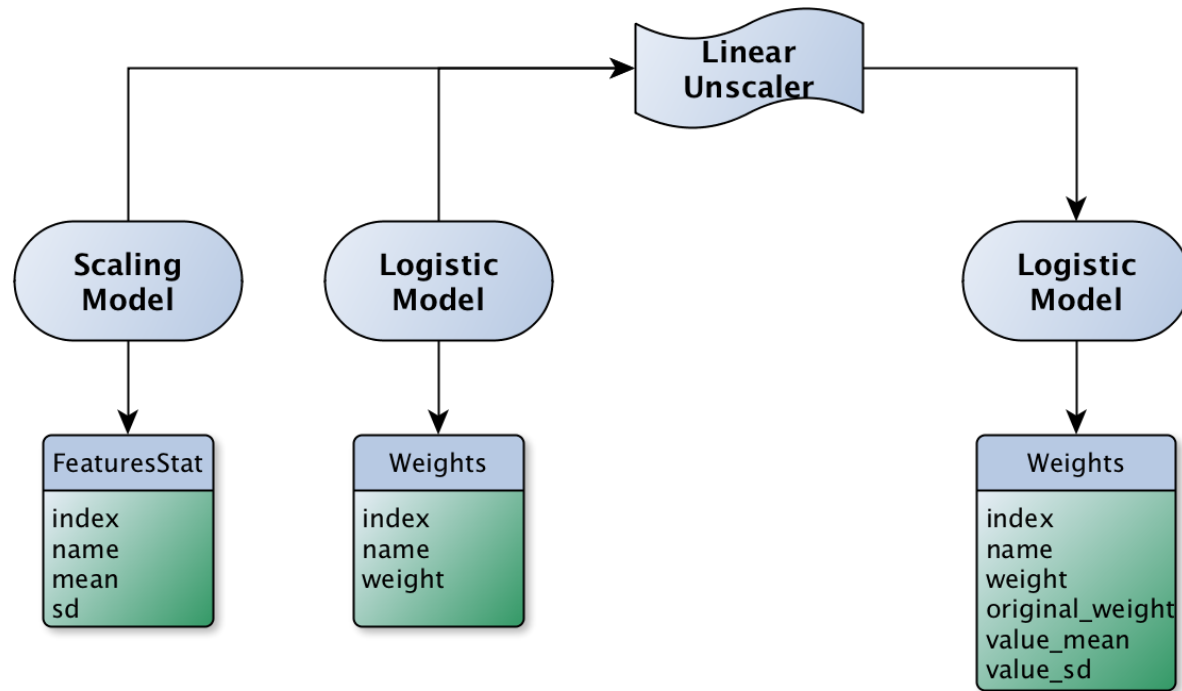 Linear
Unscaler
Scaling
Model
Logistic
Model
Logistic
Model
FeaturesStat
index
name
mean
sd
Weights
index
name
weight
Weights
index
name
weight
original_weight
value_mean
value_sd